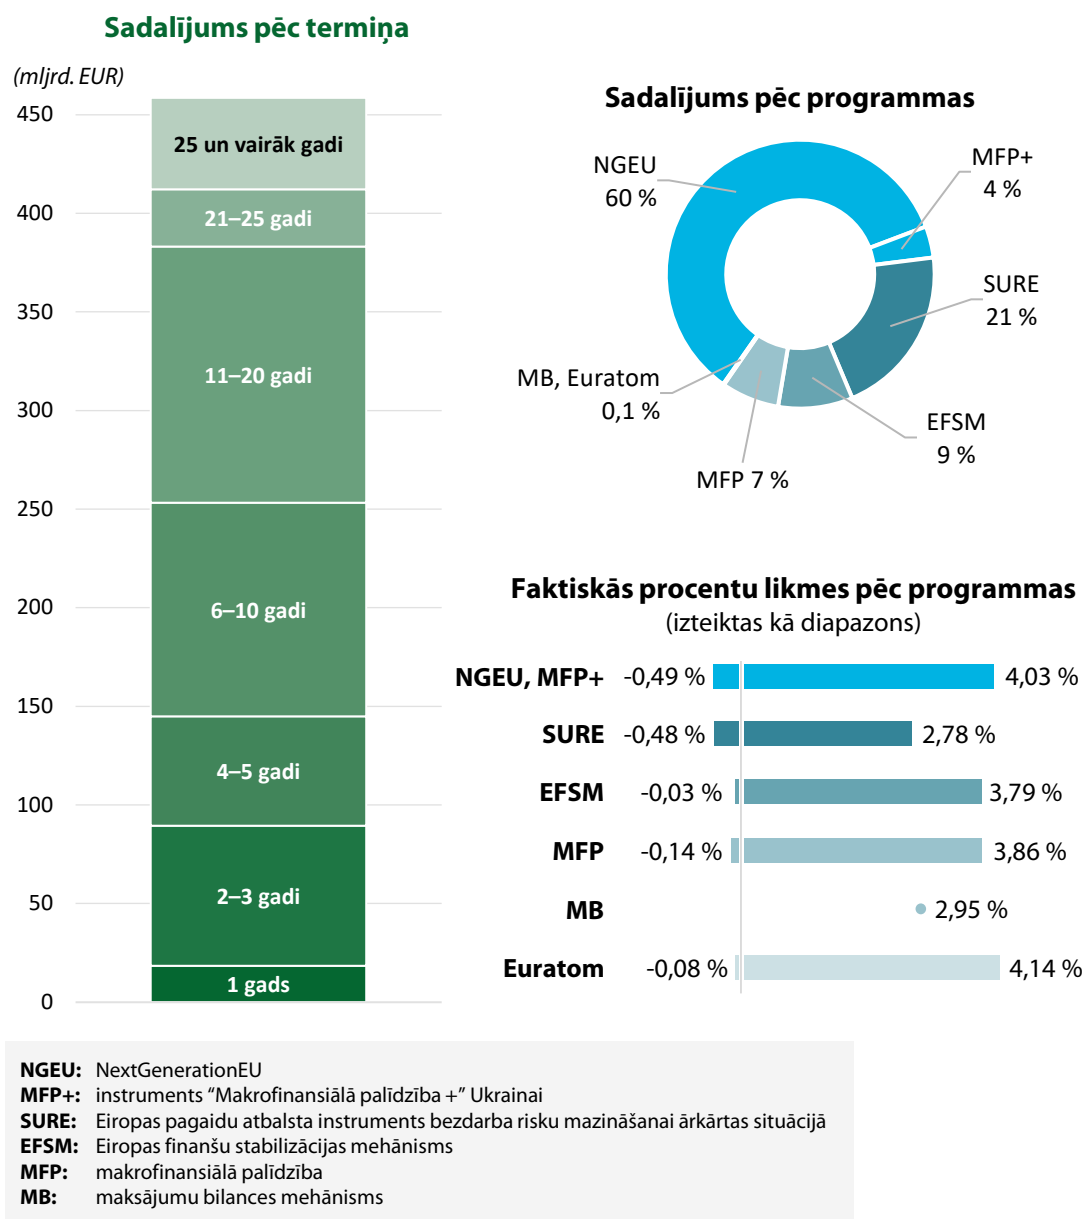 Sadalījums pēc termiņa
(mljrd. EUR)
450
400
350
300
250
200
150
100
50
0
25 un vairāk gadi
21–25 gadi
11–20 gadi
6–10 gadi
4–5 gadi
2–3 gadi
1 gads
Sadalījums pēc programmas
NGEU
60 %
MFP+
4 %
SURE
21 %
EFSM
9 %
MFP 7 %
MB, Euratom
0,1 %
Faktiskās procentu likmes pēc programmas
(izteiktas kā diapazons)
NGEU, MFP+ -0,49 % 4,03 %
SURE -0,48 % 2,78 %
EFSM -0,03 % 3,79 %
MFP -0,14 % 3,86 %
MB 2,95 %
Euratom -0,08 % 4,14 %
NGEU: NextGenerationEU
MFP+: instruments “Makrofinansiālā palīdzība +” Ukrainai
SURE: Eiropas pagaidu atbalsta instruments bezdarba risku mazināšanai ārkārtas situācijā
EFSM: Eiropas finanšu stabilizācijas mehānisms
MFP: makrofinansiālā palīdzība
MB: maksājumu bilances mehānisms